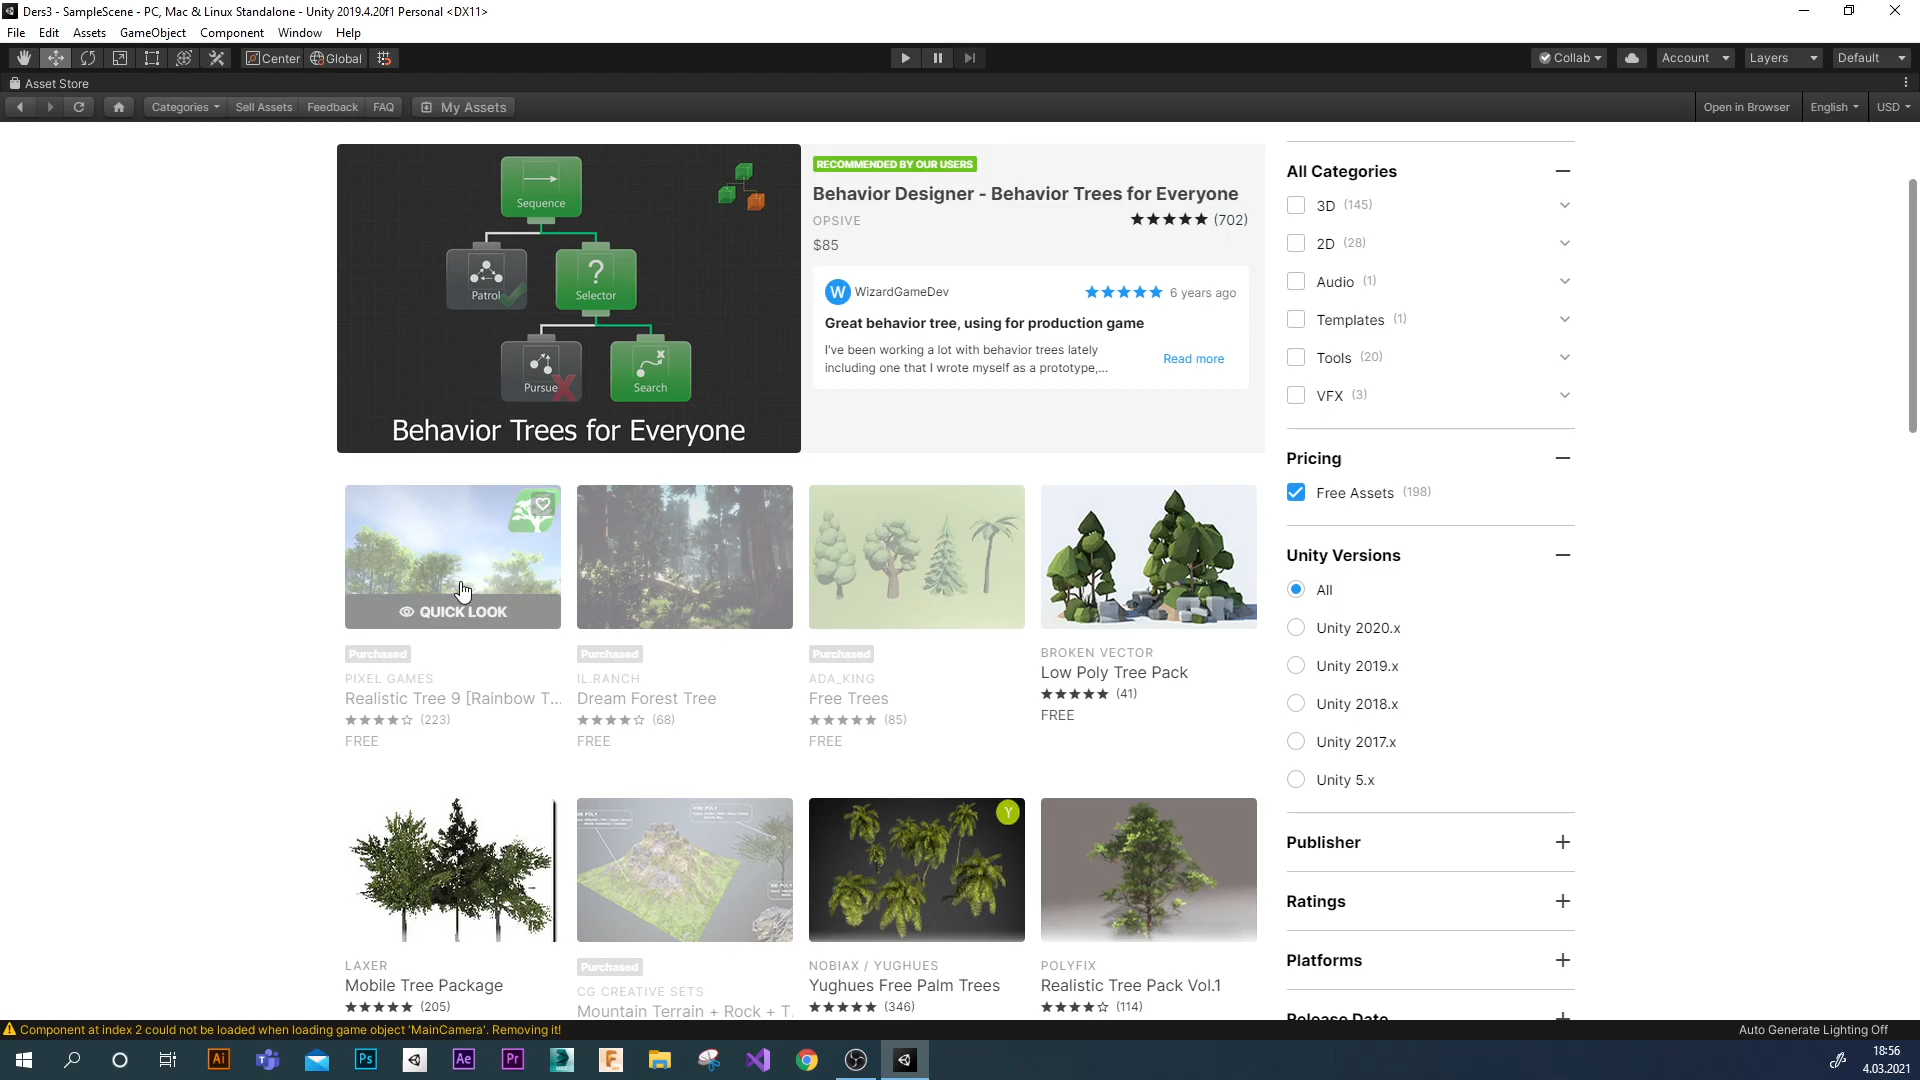 Ders3 - SampleScene - PC, Mac & Linux Standalone - Unity 2019.4.20f1 Personal <DX11>
File Edit Assets GameObject Component Window Help
Center Global Collab Account Layers Default
Asset Store
Categories Sell Assets Feedback FAQ My Assets Open in Browser English USD
Sequence
Patrol
Selector
Pursue
Search
Behavior Trees for Everyone
RECOMMENDED BY OUR USERS
Behavior Designer - Behavior Trees for Everyone
OPSIVE (702)
$85
W WizardGameDev 6 years ago
Great behavior tree, using for production game
I've been working a lot with behavior trees lately
including one that I wrote myself as a prototype,...
Read more
QUICK LOOK
Purchased
PIXEL GAMES
Realistic Tree 9 [Rainbow T...
(223)
FREE
Purchased
IL.RANCH
Dream Forest Tree
(68)
FREE
Purchased
ADA_KING
Free Trees
(85)
FREE
BROKEN VECTOR
Low Poly Tree Pack
(41)
FREE
LAXER
Mobile Tree Package
(205)
Purchased
CG CREATIVE SETS
Mountain Terrain + Rock + T...
Y
NOBIAX / YUGHUES
Yughues Free Palm Trees
(346)
POLYFIX
Realistic Tree Pack Vol.1
(114)
All Categories
3D (145)
2D (28)
Audio (1)
Templates (1)
Tools (20)
VFX (3)
Pricing
Free Assets (198)
Unity Versions
All
Unity 2020.x
Unity 2019.x
Unity 2018.x
Unity 2017.x
Unity 5.x
Publisher
Ratings
Platforms
Release Date
Component at index 2 could not be loaded when loading game object 'MainCamera'. Removing it!
Auto Generate Lighting Off
Ai Ps Ae Pr
18:56
4.03.2021